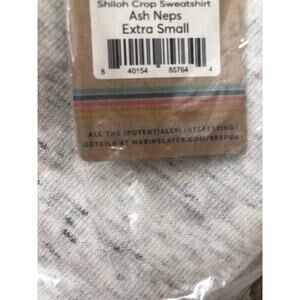 Shiloh Crop Sweatshirt
Ash Neps
Extra Small
8 40154 85764 4
ALL THE (POTENTIALLY) INTERESTING
DETAILS AT MARINELAYER.COM/RESPUN